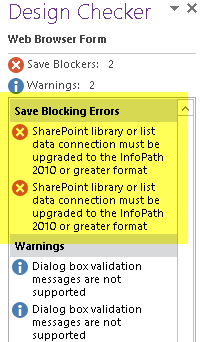 Design Checker
Web Browser Form
Save Blockers: 2
Warnings: 2
Save Blocking Errors
SharePoint library or list
data connection must be
upgraded to the InfoPath
2010 or greater format
SharePoint library or list
data connection must be
upgraded to the InfoPath
2010 or greater format
Warnings
Dialog box validation
messages are not
supported
Dialog box validation
messages are not
supported